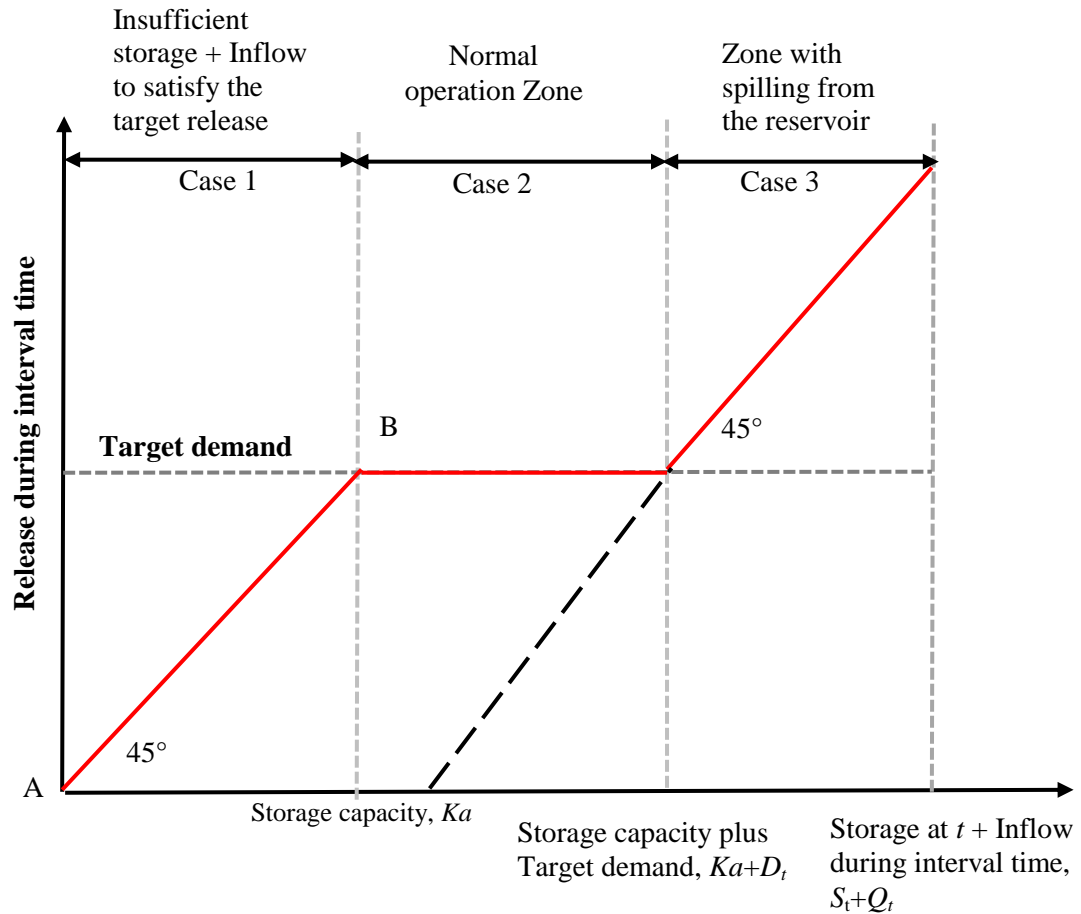 Insufficient
storage + Inflow
to satisfy the
target release
Normal
operation Zone
Zone with
spilling from
the reservoir
Case 1
Case 2
Case 3
Release during interval time
B
45°
Target demand
45°
A
Storage capacity, Ka
Storage capacity plus
Target demand, Ka+Dt
Storage at t + Inflow
during interval time,
St+Qt